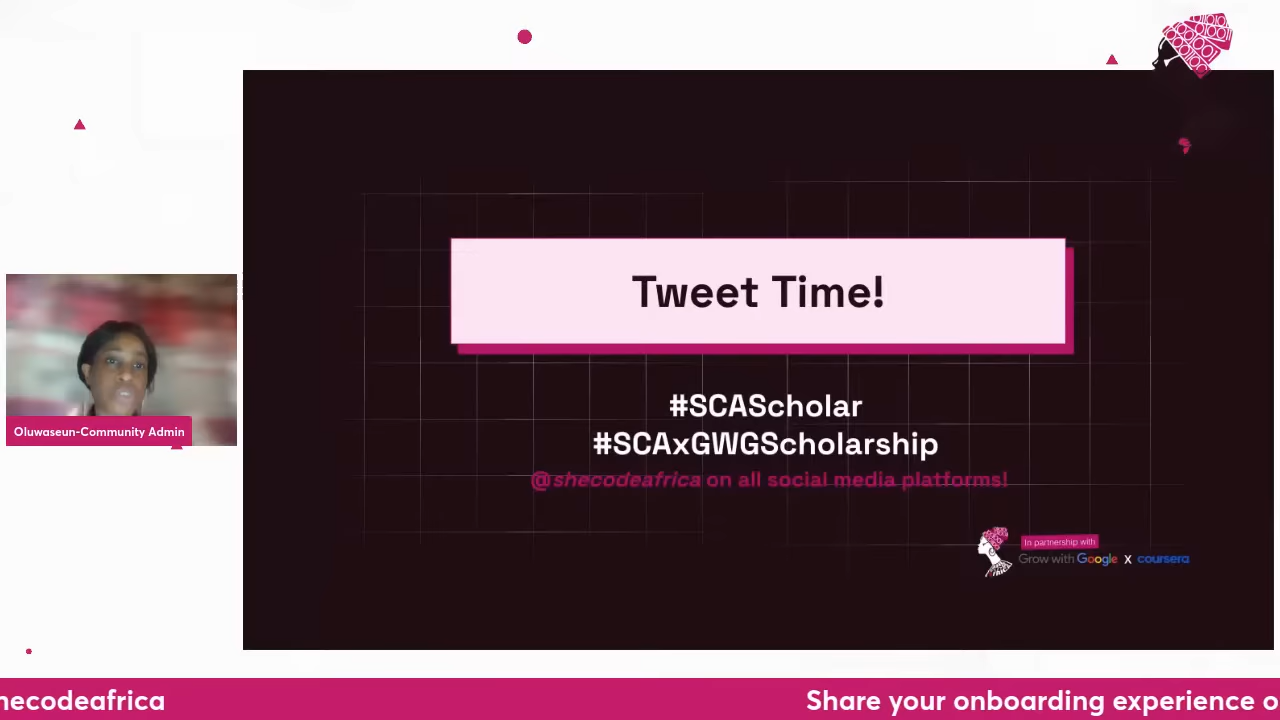 Tweet Time!
#SCAScholar
#SCAxGWGScholarship
@shecodeafrica on all social media platforms!
Oluwaseun-Community Admin
In partnership with
Grow with Google X coursera
hecodeafrica
Share your onboarding experience o